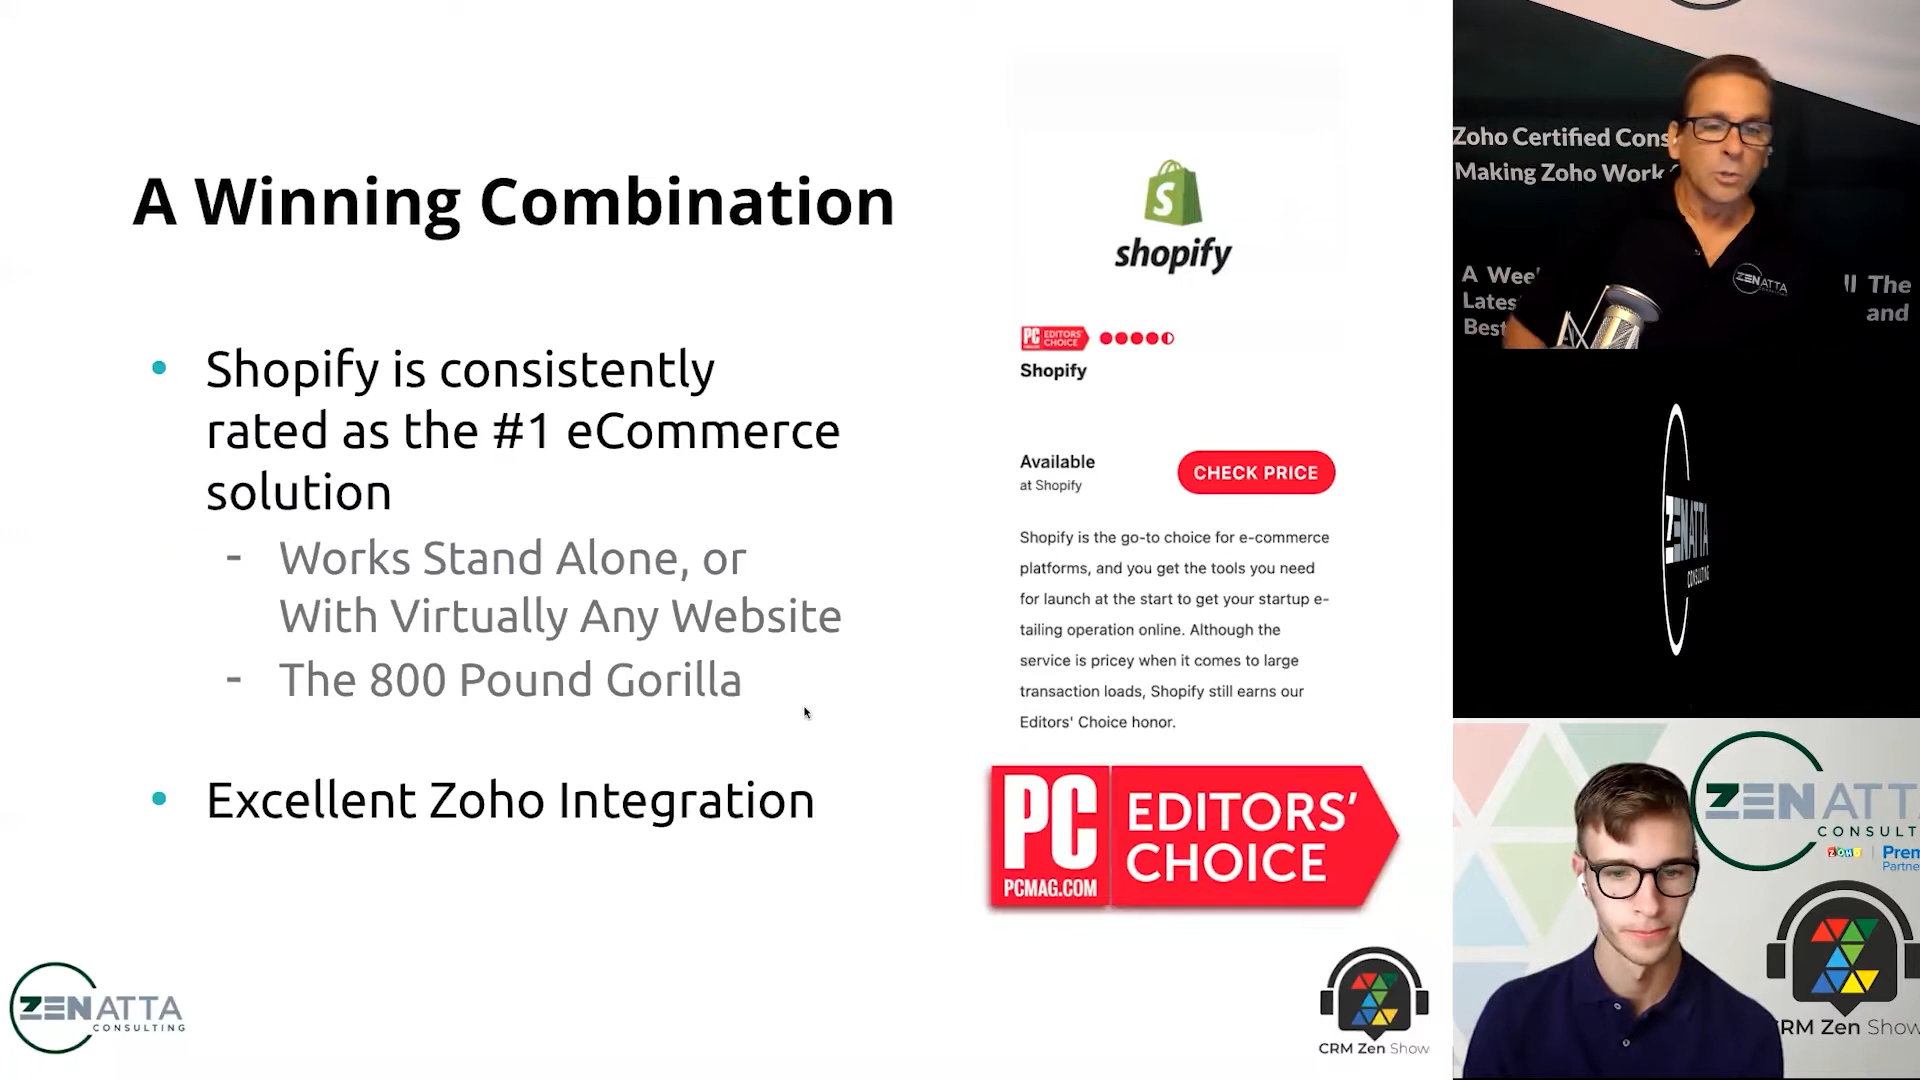 A Winning Combination
Shopify is consistently
rated as the #1 eCommerce
solution
- Works Stand Alone, or
With Virtually Any Website
- The 800 Pound Gorilla
Excellent Zoho Integration
ZENATTA
CONSULTING
S
shopify
PC EDITORS' CHOICE
Shopify
Available
at Shopify
CHECK PRICE
Shopify is the go-to choice for e-commerce
platforms, and you get the tools you need
for launch at the start to get your startup e-
tailing operation online. Although the
service is pricey when it comes to large
transaction loads, Shopify still earns our
Editors' Choice honor.
PC
PCMAG.COM
EDITORS'
CHOICE
CRM Zen Show
Zoho Certified Cons
Making Zoho Work
A Wee
Lates
Best
ll The
and
ZENATTA
ZENATTA
CONSULTING
ZENATT
CONSULT
ZOHO Prem
Partne
RM Zen Show